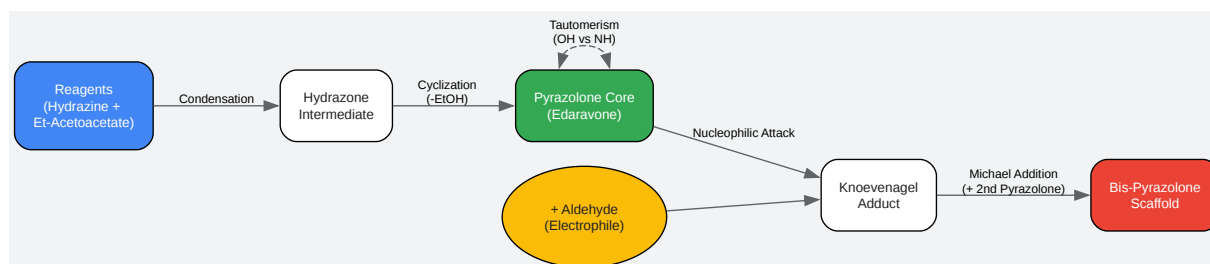 Reagents
(Hydrazine +
Et-Acetoacetate)
Condensation
Hydrazone
Intermediate
Cyclization
(-EtOH)
Tautomerism
(OH vs NH)
Pyrazolone Core
(Edaravone)
Nucleophilic Attack
+ Aldehyde
(Electrophile)
Knoevenagel
Adduct
Michael Addition
(+ 2nd Pyrazolone)
Bis-Pyrazolone
Scaffold